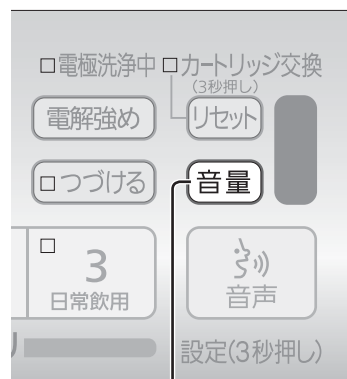 電極洗浄中 カートリッジ交換
(3秒押し)
電解強め リセット
つづける 音量
3 音声
日常飲用
設定(3秒押し)